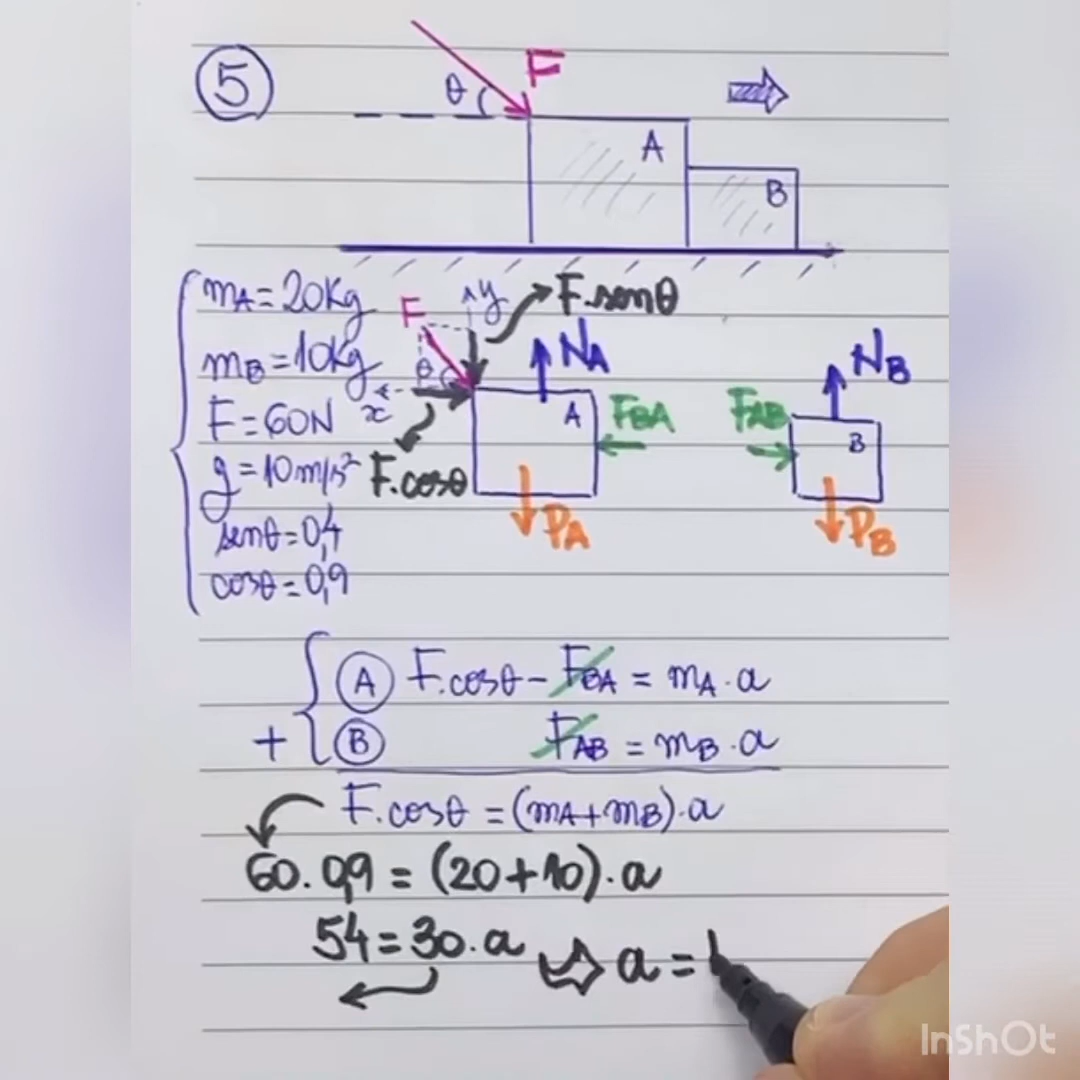 5
F
θ
A
B
mA = 20Kg
mB = 10Kg
F = 60N
g = 10m/s²
senθ = 0,4
cosθ = 0,9
F
y
F.senθ
θ
x
F.cosθ
NA
A
FBA
PA
NB
FAB
B
PB
+ { A F.cosθ - FBA = mA.a
B FAB = mB.a
F.cosθ = (mA+mB).a
60.0,9 = (20+10).a
54 = 30.a ⇨ a =
InShOt